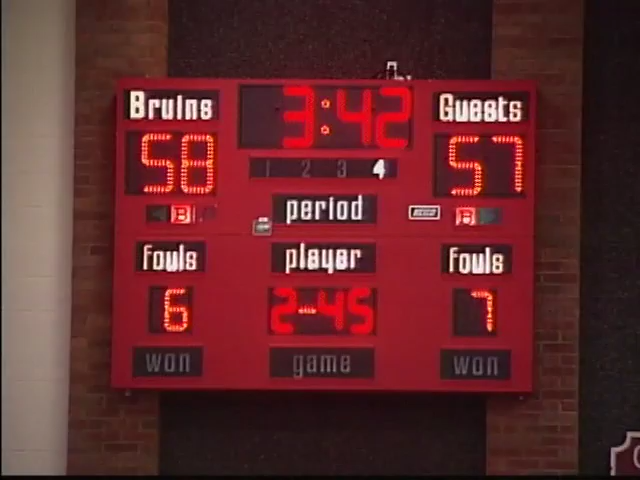 Bruins 3:42 Guests
58 1 2 3 4 57
B period B
fouls player fouls
6 2-45 7
won game won